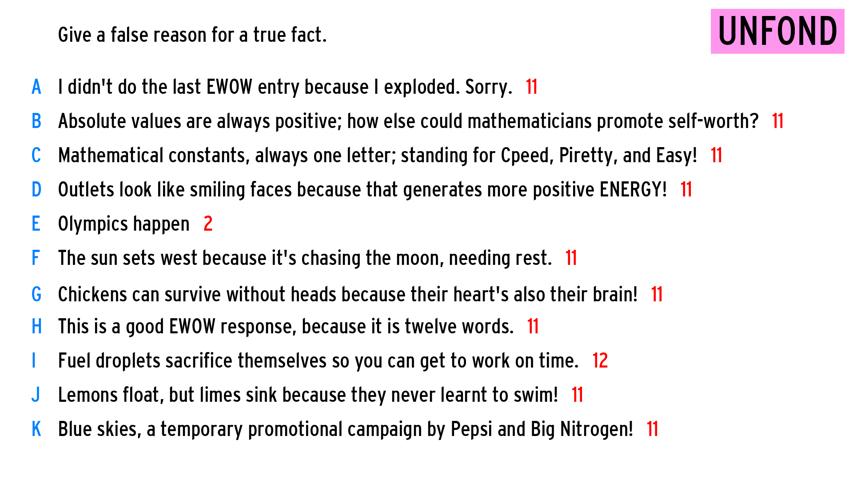 Give a false reason for a true fact.
UNFOND
A I didn't do the last EWOW entry because I exploded. Sorry. 11
B Absolute values are always positive; how else could mathematicians promote self-worth? 11
C Mathematical constants, always one letter; standing for Cpeed, Piretty, and Easy! 11
D Outlets look like smiling faces because that generates more positive ENERGY! 11
E Olympics happen 2
F The sun sets west because it's chasing the moon, needing rest. 11
G Chickens can survive without heads because their heart's also their brain! 11
H This is a good EWOW response, because it is twelve words. 11
I Fuel droplets sacrifice themselves so you can get to work on time. 12
J Lemons float, but limes sink because they never learnt to swim! 11
K Blue skies, a temporary promotional campaign by Pepsi and Big Nitrogen! 11